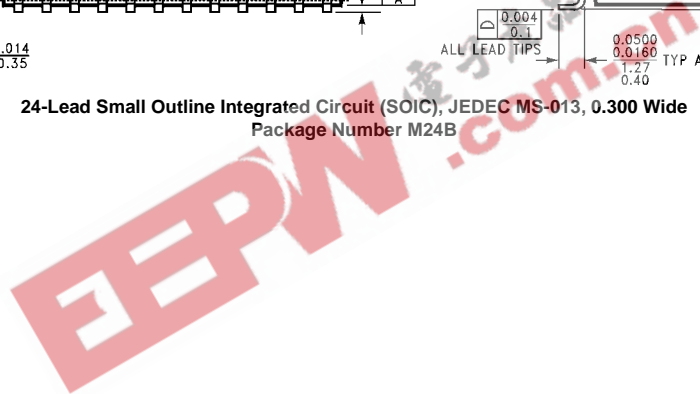 0.004
0.1
ALL LEAD TIPS
0.0500
0.0160
1.27
0.40
TYP A
.014
0.35
24-Lead Small Outline Integrated Circuit (SOIC), JEDEC MS-013, 0.300 Wide
Package Number M24B
EEPW
.com.cn
電子